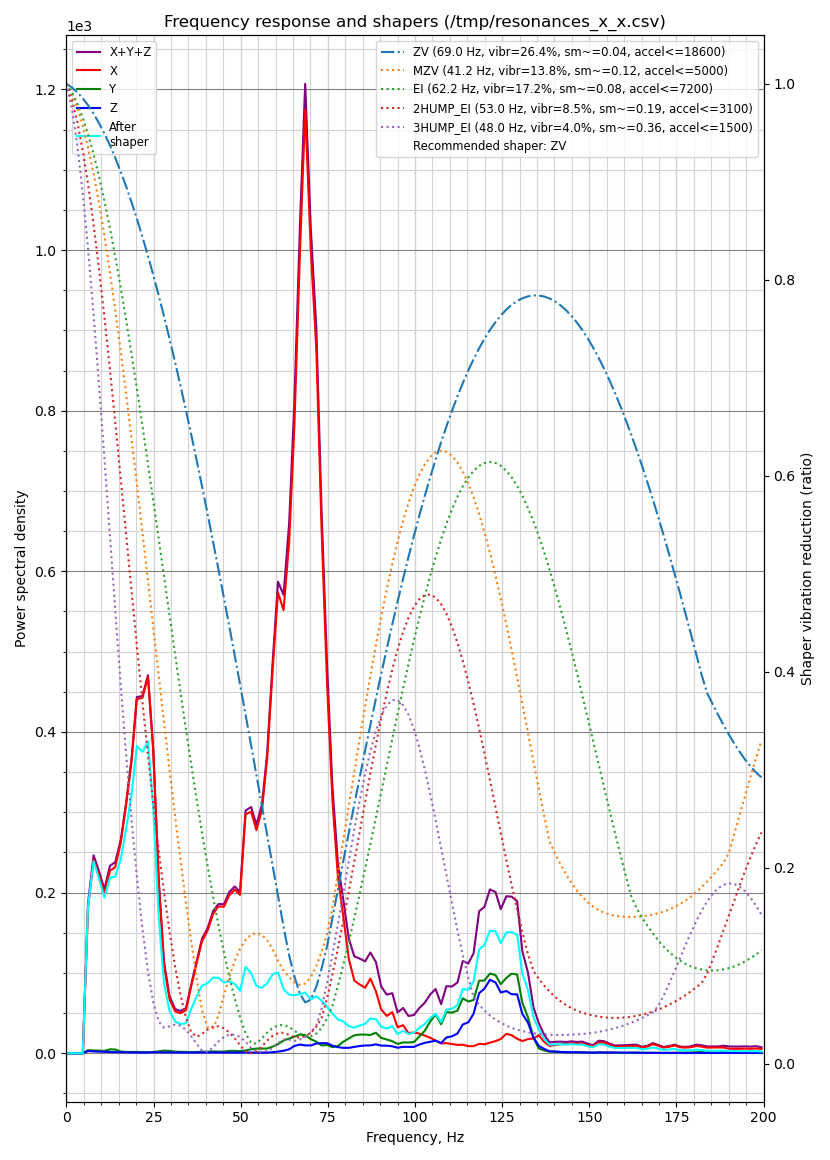 Frequency response and shapers (/tmp/resonances_x_x.csv)
1e3
X+Y+Z
X
Y
Z
After
shaper
ZV (69.0 Hz, vibr=26.4%, sm~=0.04, accel<=18600)
MZV (41.2 Hz, vibr=13.8%, sm~=0.12, accel<=5000)
EI (62.2 Hz, vibr=17.2%, sm~=0.08, accel<=7200)
2HUMP_EI (53.0 Hz, vibr=8.5%, sm~=0.19, accel<=3100)
3HUMP_EI (48.0 Hz, vibr=4.0%, sm~=0.36, accel<=1500)
Recommended shaper: ZV
1.2
1.0
0.8
0.6
0.4
0.2
0.0
Power spectral density
1.0
0.8
0.6
0.4
0.2
0.0
Shaper vibration reduction (ratio)
0 25 50 75 100 125 150 175 200
Frequency, Hz